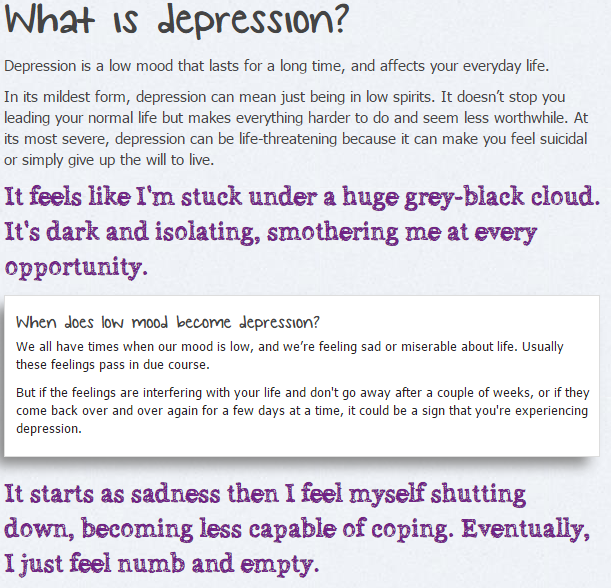 What is depression?
Depression is a low mood that lasts for a long time, and affects your everyday life.
In its mildest form, depression can mean just being in low spirits. It doesn’t stop you
leading your normal life but makes everything harder to do and seem less worthwhile. At
its most severe, depression can be life-threatening because it can make you feel suicidal
or simply give up the will to live.
It feels like I'm stuck under a huge grey-black cloud.
It's dark and isolating, smothering me at every
opportunity.
When does low mood become depression?
We all have times when our mood is low, and we’re feeling sad or miserable about life. Usually
these feelings pass in due course.
But if the feelings are interfering with your life and don't go away after a couple of weeks, or if they
come back over and over again for a few days at a time, it could be a sign that you're experiencing
depression.
It starts as sadness then I feel myself shutting
down, becoming less capable of coping. Eventually,
I just feel numb and empty.